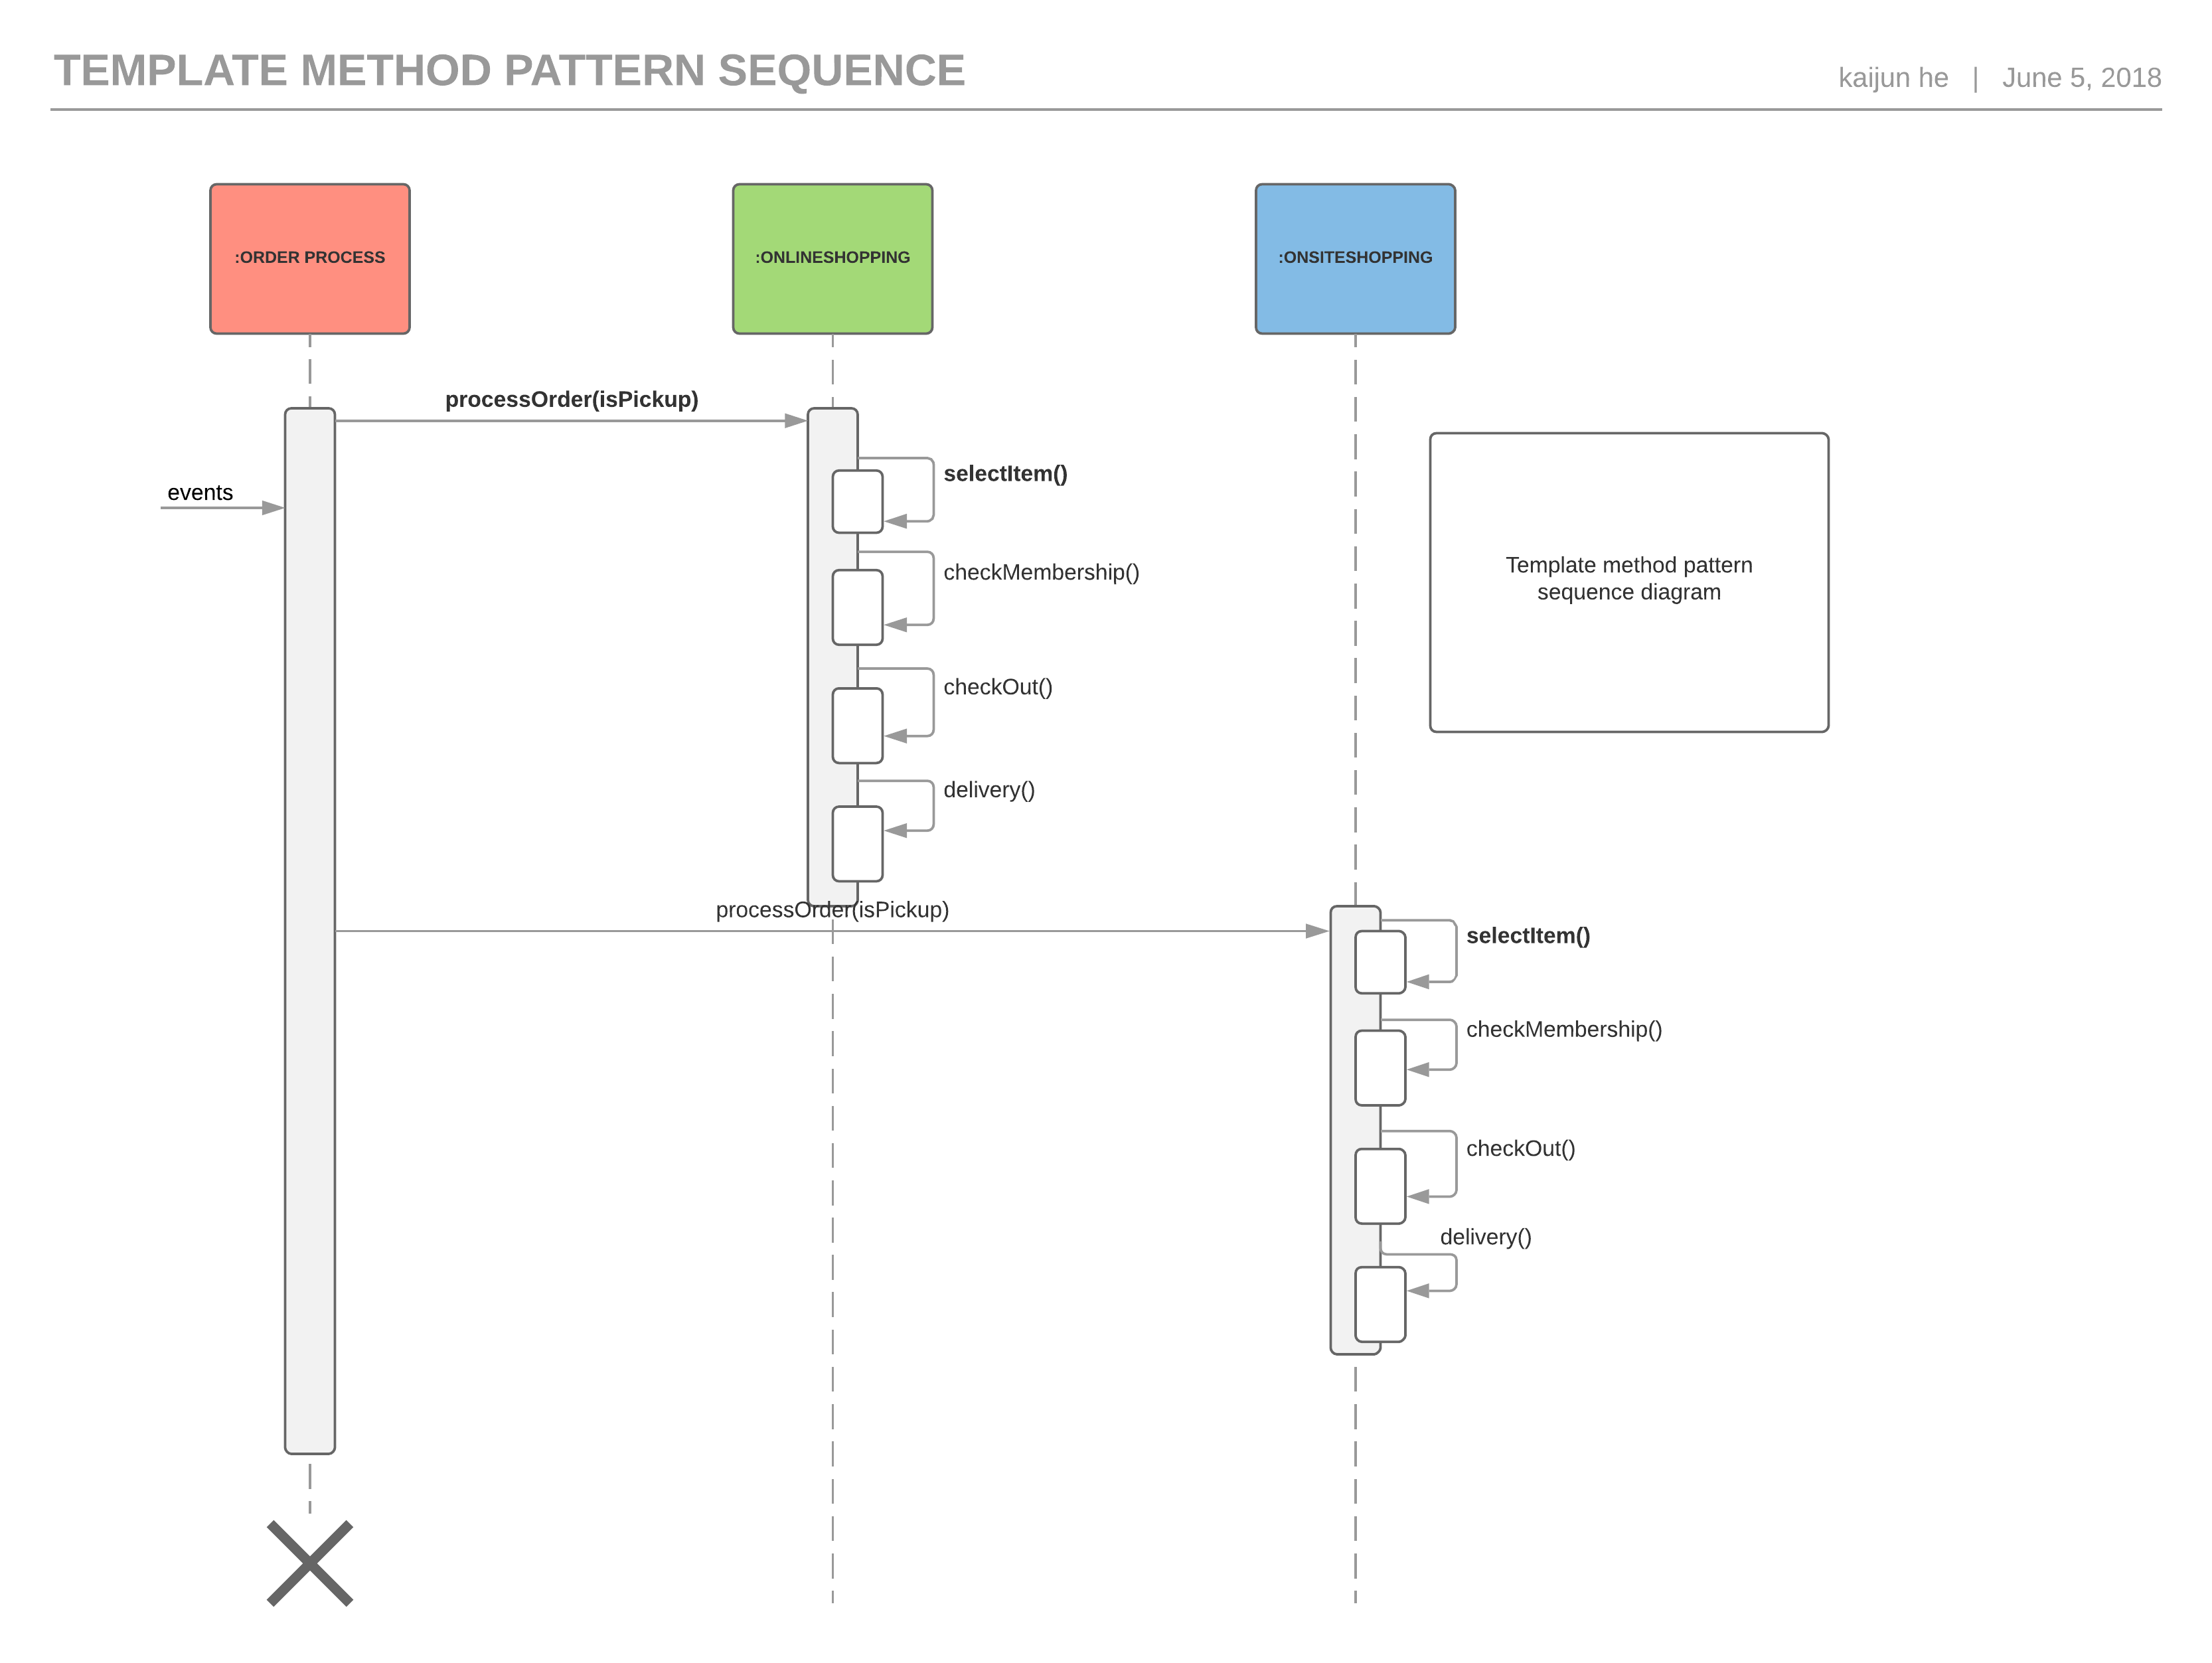 TEMPLATE METHOD PATTERN SEQUENCE
kaijun he | June 5, 2018
:ORDER PROCESS
:ONLINESHOPPING
:ONSITESHOPPING
processOrder(isPickup)
selectItem()
events
checkMembership()
Template method pattern
sequence diagram
checkOut()
delivery()
processOrder(isPickup)
selectItem()
checkMembership()
checkOut()
delivery()